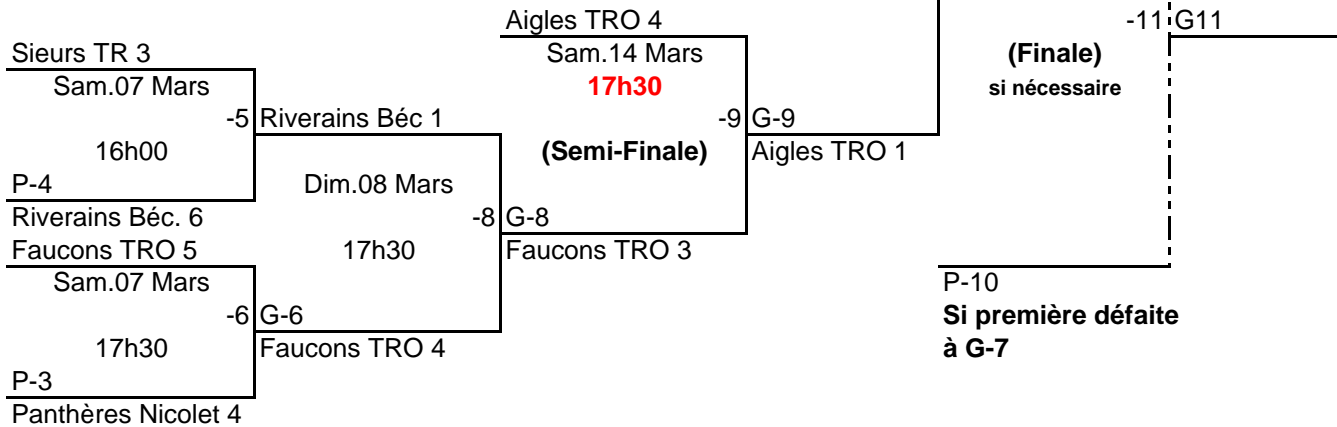 Aigles TRO 4
-11 G11
Sieurs TR 3
Sam.14 Mars
(Finale)
Sam.07 Mars
17h30
si nécessaire
-5 Riverains Béc 1
-9 G-9
16h00
(Semi-Finale)
Aigles TRO 1
P-4
Dim.08 Mars
Riverains Béc. 6
-8 G-8
Faucons TRO 5
17h30
Faucons TRO 3
Sam.07 Mars
P-10
-6 G-6
Si première défaite
17h30
Faucons TRO 4
à G-7
P-3
Panthères Nicolet 4